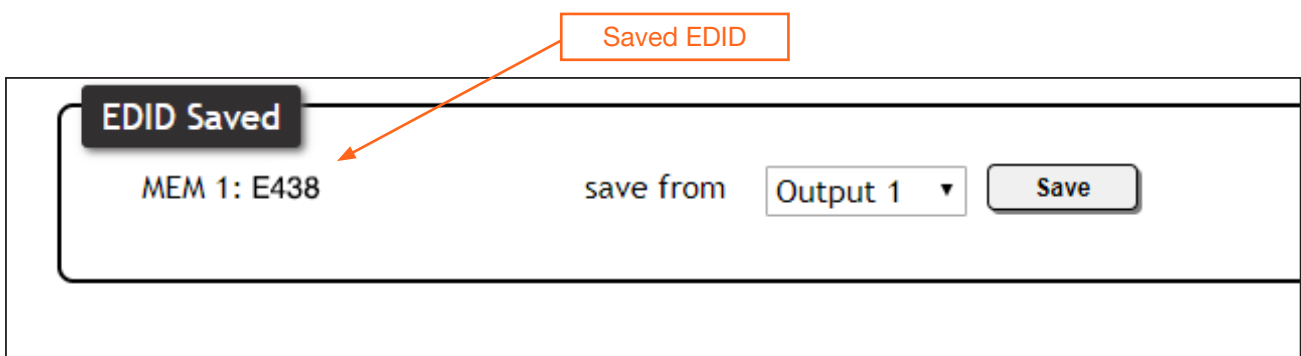 Saved EDID
EDID Saved
MEM 1: E438 save from Output 1 Save